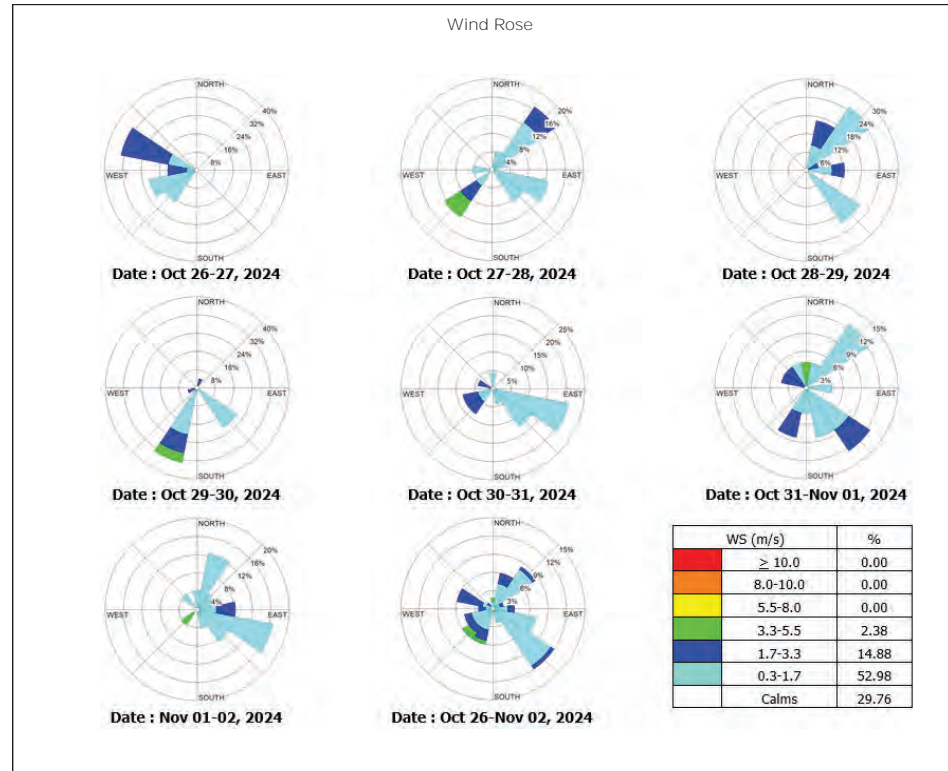 Wind Rose
NORTH
40%
32%
24%
16%
8%
WEST
EAST
SOUTH
Date : Oct 26-27, 2024
NORTH
20%
16%
12%
8%
4%
WEST
EAST
SOUTH
Date : Oct 27-28, 2024
NORTH
30%
24%
18%
12%
6%
WEST
EAST
SOUTH
Date : Oct 28-29, 2024
NORTH
40%
32%
24%
16%
8%
WEST
EAST
SOUTH
Date : Oct 29-30, 2024
NORTH
25%
20%
15%
10%
5%
WEST
EAST
SOUTH
Date : Oct 30-31, 2024
NORTH
15%
12%
9%
6%
3%
WEST
EAST
SOUTH
Date : Oct 31-Nov 01, 2024
NORTH
20%
16%
12%
8%
4%
WEST
EAST
SOUTH
Date : Nov 01-02, 2024
NORTH
15%
12%
9%
6%
3%
WEST
EAST
SOUTH
Date : Oct 26-Nov 02, 2024
WS (m/s) %
≥ 10.0 0.00
8.0-10.0 0.00
5.5-8.0 0.00
3.3-5.5 2.38
1.7-3.3 14.88
0.3-1.7 52.98
Calms 29.76